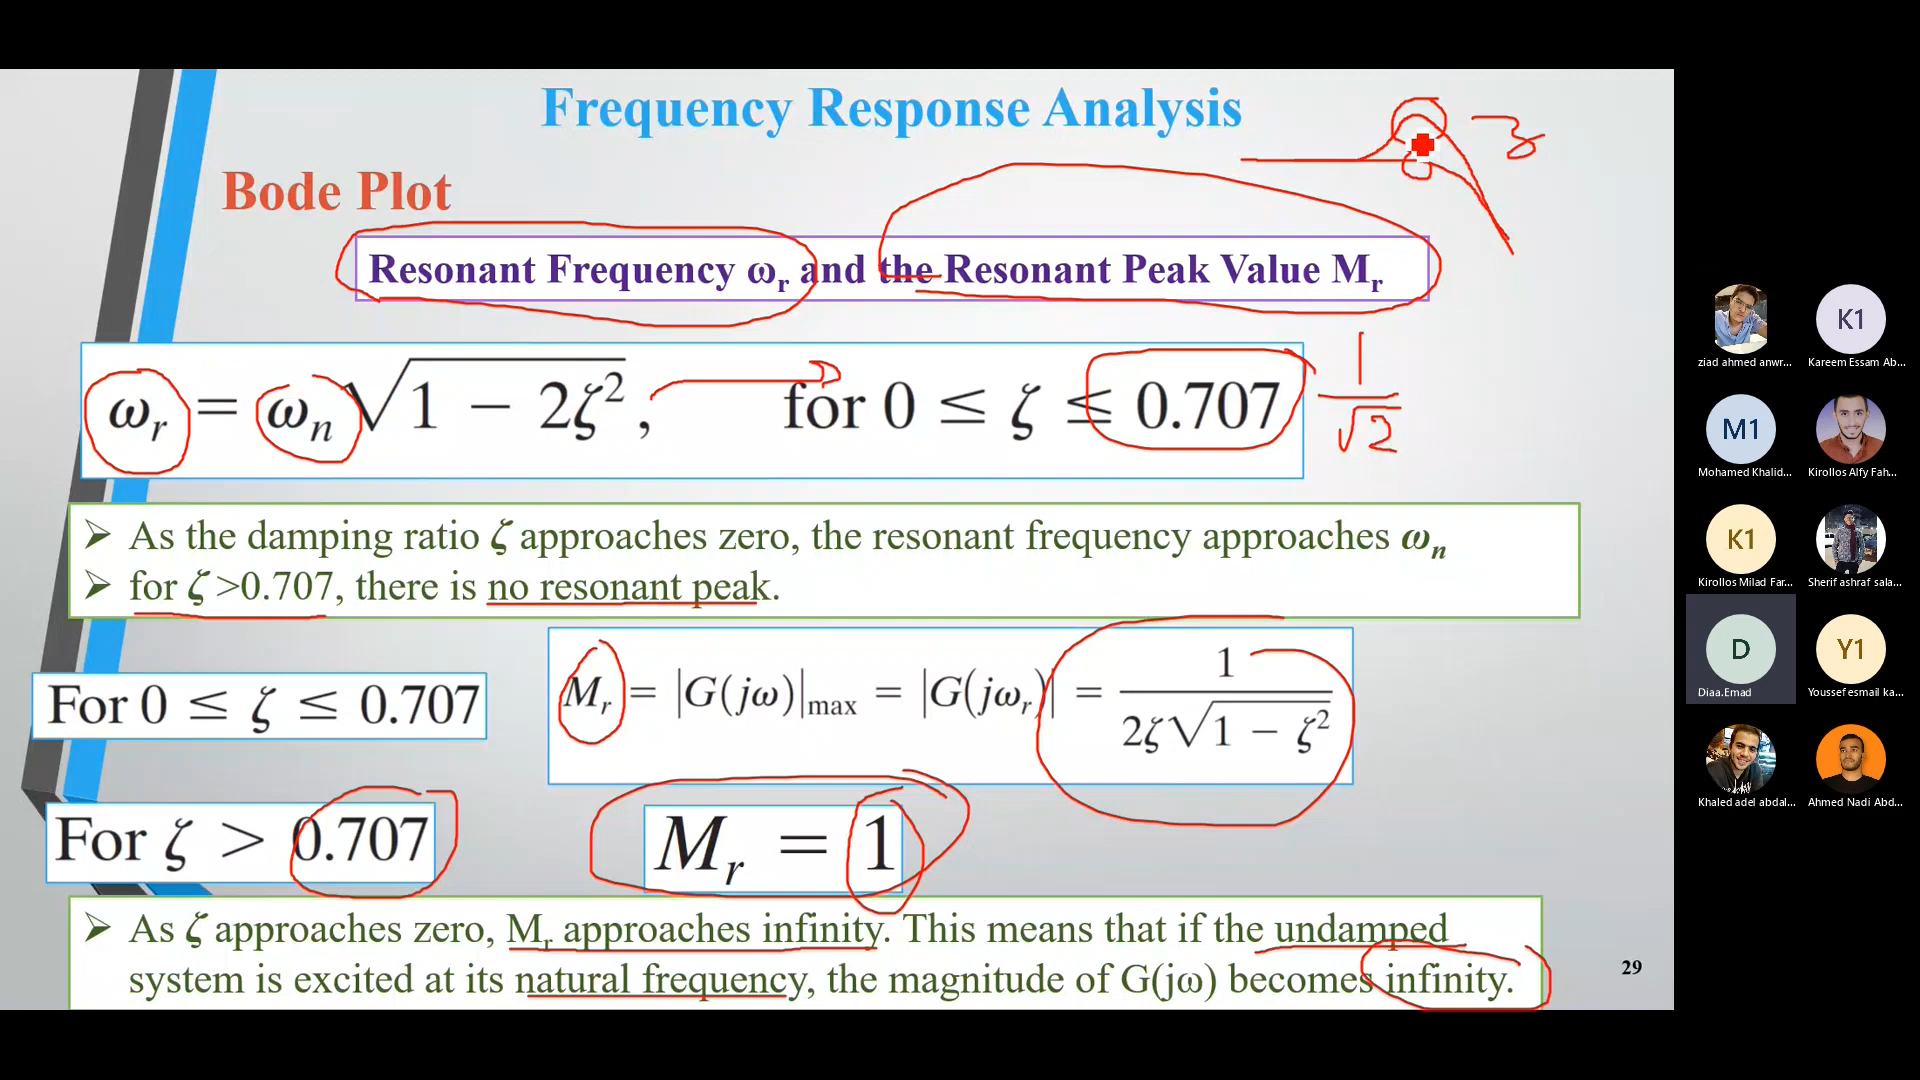 Frequency Response Analysis
Bode Plot
Resonant Frequency ωr and the Resonant Peak Value Mr
ωr = ωn√(1 − 2ζ²), for 0 ≤ ζ ≤ 0.707
1/√2
➢ As the damping ratio ζ approaches zero, the resonant frequency approaches ωn
➢ for ζ >0.707, there is no resonant peak.
For 0 ≤ ζ ≤ 0.707
Mr = |G(jω)|max = |G(jωr)| = 1/(2ζ√(1 − ζ²))
For ζ > 0.707
Mr = 1
➢ As ζ approaches zero, Mr approaches infinity. This means that if the undamped
system is excited at its natural frequency, the magnitude of G(jω) becomes infinity.
29
K1
ziad ahmed anwr...
Kareem Essam Ab...
M1
Mohamed Khalid...
Kirollos Alfy Fah...
K1
Kirollos Milad Far...
Sherif ashraf sala...
D
Y1
Diaa.Emad
Youssef esmail ka...
Khaled adel abdal...
Ahmed Nadi Abd...